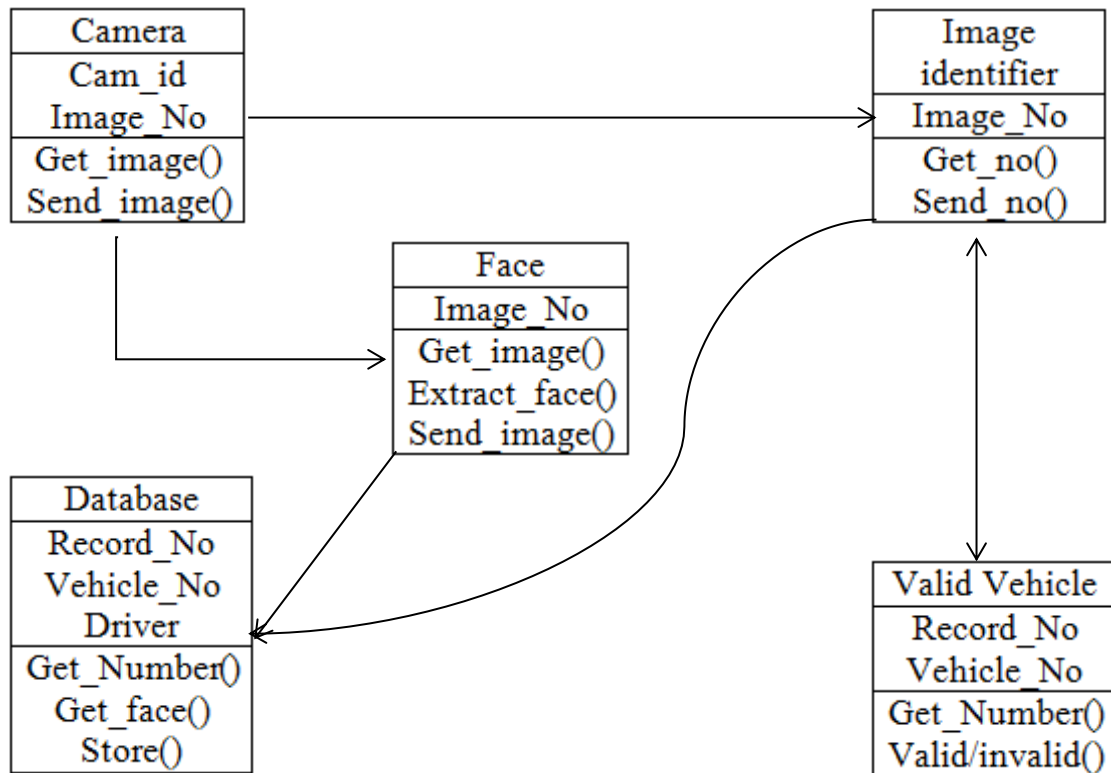 Camera
Cam_id
Image_No
Get_image()
Send_image()
Image
identifier
Image_No
Get_no()
Send_no()
Face
Image_No
Get_image()
Extract_face()
Send_image()
Database
Record_No
Vehicle_No
Driver
Get_Number()
Get_face()
Store()
Valid Vehicle
Record_No
Vehicle_No
Get_Number()
Valid/invalid()